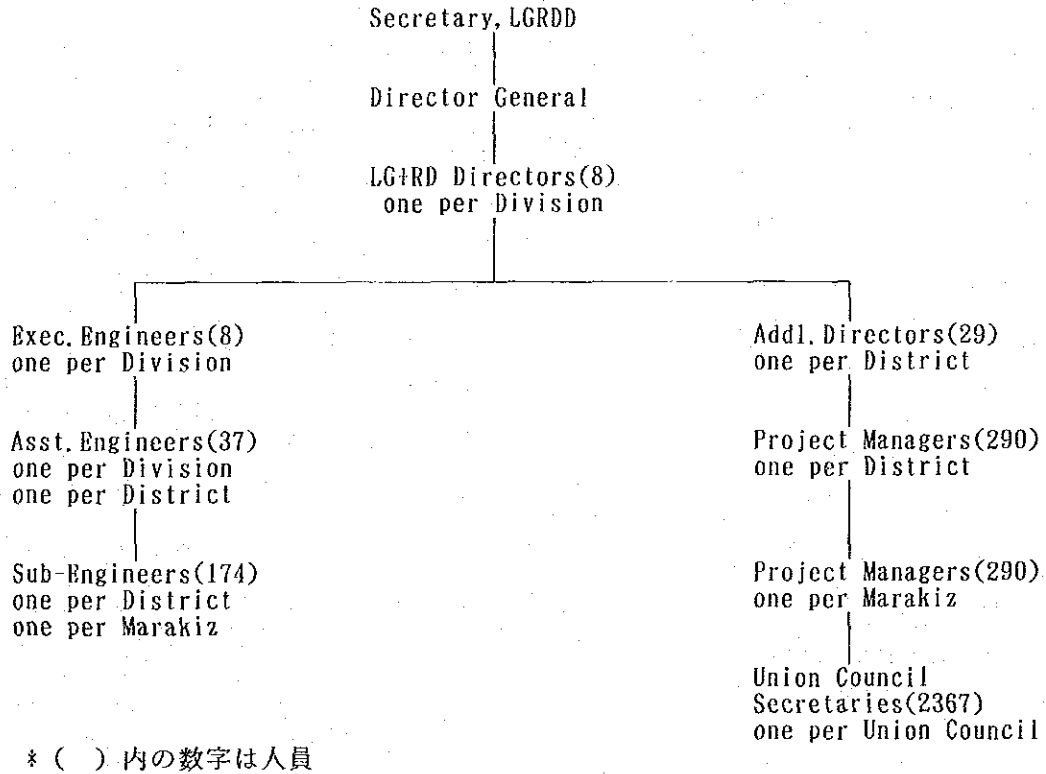 Secretary, LGRDD
Director General
LG+RD Directors(8)
one per Division
Exec. Engineers(8)
one per Division
Asst. Engineers(37)
one per Division
one per District
Sub-Engineers(174)
one per District
one per Marakiz
Addl. Directors(29)
one per District
Project Managers(290)
one per District
Project Managers(290)
one per Marakiz
Union Council
Secretaries(2367)
one per Union Council
* ( ) 内の数字は人員